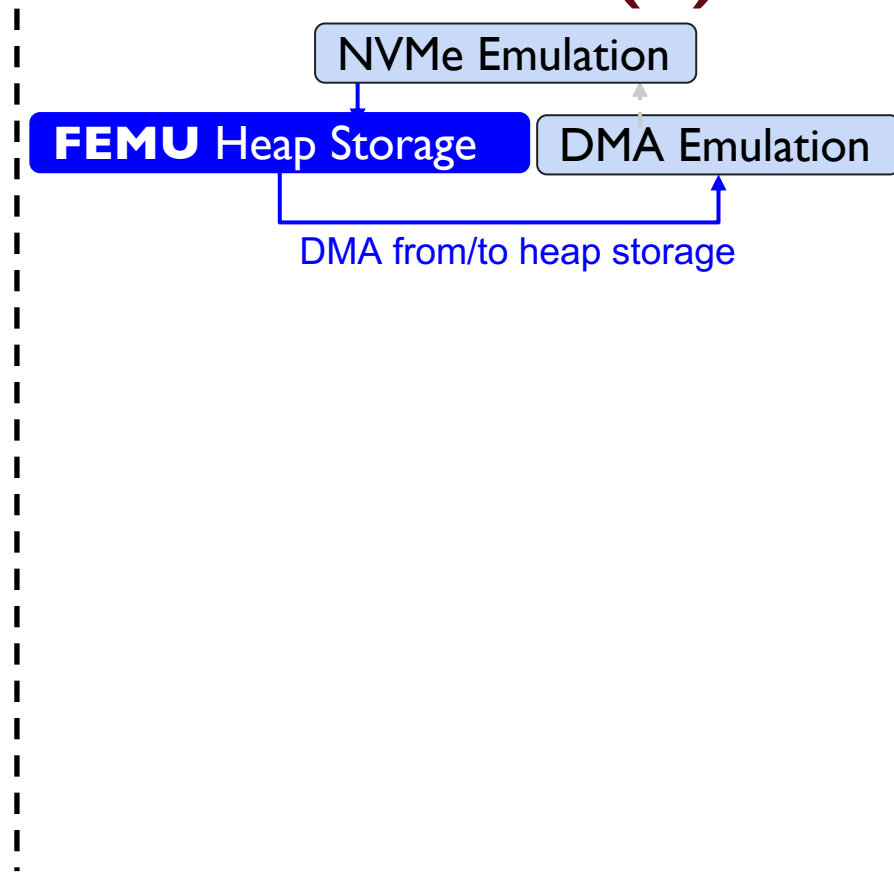 NVMe Emulation
FEMU Heap Storage
DMA Emulation
DMA from/to heap storage